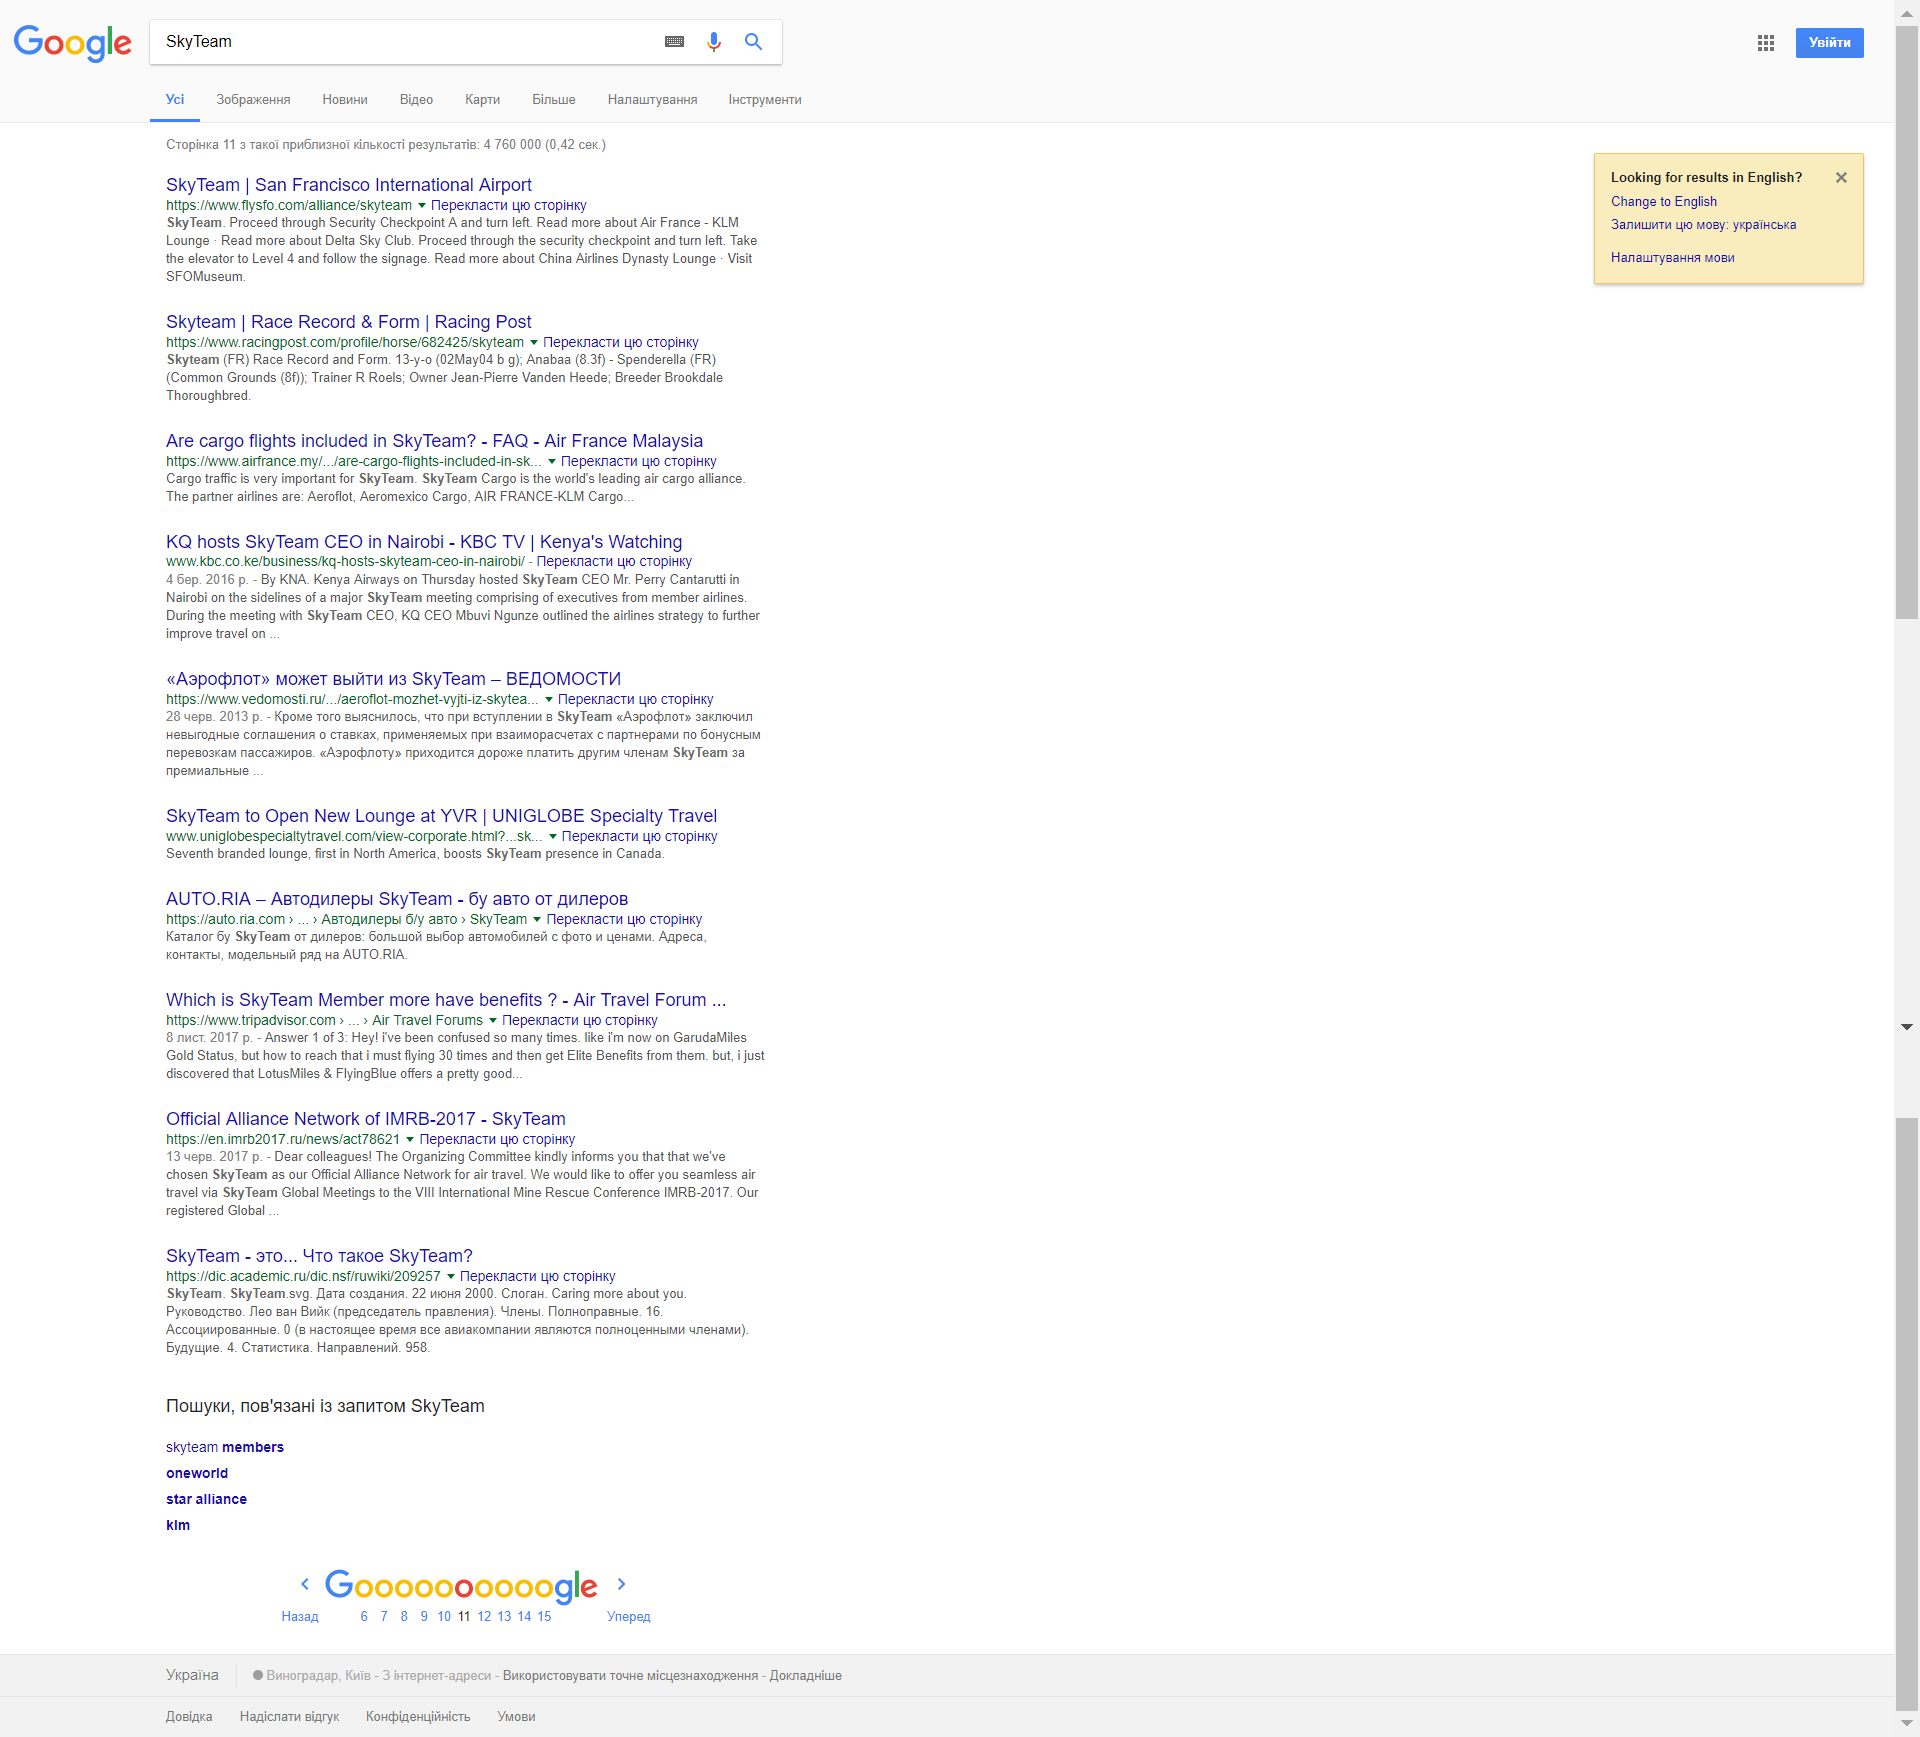 Google
SkyTeam
Увійти
Усі Зображення Новини Відео Карти Більше Налаштування Інструменти
Сторінка 11 з такої приблизної кількості результатів: 4 760 000 (0,42 сек.)
Looking for results in English?
Change to English
Залишити цю мову: українська
Налаштування мови
SkyTeam | San Francisco International Airport
https://www.flysfo.com/alliance/skyteam ▼ Перекласти цю сторінку
SkyTeam. Proceed through Security Checkpoint A and turn left. Read more about Air France - KLM
Lounge · Read more about Delta Sky Club. Proceed through the security checkpoint and turn left. Take
the elevator to Level 4 and follow the signage. Read more about China Airlines Dynasty Lounge · Visit
SFOMuseum.
Skyteam | Race Record & Form | Racing Post
https://www.racingpost.com/profile/horse/682425/skyteam ▼ Перекласти цю сторінку
Skyteam (FR) Race Record and Form. 13-y-o (02May04 b g); Anabaa (8.3f) - Spenderella (FR)
(Common Grounds (8f)); Trainer R Roels; Owner Jean-Pierre Vanden Heede; Breeder Brookdale
Thoroughbred.
Are cargo flights included in SkyTeam? - FAQ - Air France Malaysia
https://www.airfrance.my/.../are-cargo-flights-included-in-sk... ▼ Перекласти цю сторінку
Cargo traffic is very important for SkyTeam. SkyTeam Cargo is the world's leading air cargo alliance.
The partner airlines are: Aeroflot, Aeromexico Cargo, AIR FRANCE-KLM Cargo...
KQ hosts SkyTeam CEO in Nairobi - KBC TV | Kenya's Watching
www.kbc.co.ke/business/kq-hosts-skyteam-ceo-in-nairobi/ - Перекласти цю сторінку
4 бер. 2016 р. - By KNA. Kenya Airways on Thursday hosted SkyTeam CEO Mr. Perry Cantarutti in
Nairobi on the sidelines of a major SkyTeam meeting comprising of executives from member airlines.
During the meeting with SkyTeam CEO, KQ CEO Mbuvi Ngunze outlined the airlines strategy to further
improve travel on ...
«Аэрофлот» может выйти из SkyTeam – ВЕДОМОСТИ
https://www.vedomosti.ru/.../aeroflot-mozhet-vyjti-iz-skytea... ▼ Перекласти цю сторінку
28 черв. 2013 р. - Кроме того выяснилось, что при вступлении в SkyTeam «Аэрофлот» заключил
невыгодные соглашения о ставках, применяемых при взаиморасчетах с партнерами по бонусным
перевозкам пассажиров. «Аэрофлоту» приходится дороже платить другим членам SkyTeam за
премиальные ...
SkyTeam to Open New Lounge at YVR | UNIGLOBE Specialty Travel
www.uniglobespecialtytravel.com/view-corporate.html?...sk... ▼ Перекласти цю сторінку
Seventh branded lounge, first in North America, boosts SkyTeam presence in Canada.
AUTO.RIA – Автодилеры SkyTeam - бу авто от дилеров
https://auto.ria.com › ... › Автодилеры б/у авто › SkyTeam ▼ Перекласти цю сторінку
Каталог бу SkyTeam от дилеров: большой выбор автомобилей с фото и ценами. Адреса,
контакты, модельный ряд на AUTO.RIA.
Which is SkyTeam Member more have benefits ? - Air Travel Forum ...
https://www.tripadvisor.com › ... › Air Travel Forums ▼ Перекласти цю сторінку
8 лист. 2017 р. - Answer 1 of 3: Hey! i've been confused so many times. like i'm now on GarudaMiles
Gold Status, but how to reach that i must flying 30 times and then get Elite Benefits from them. but, i just
discovered that LotusMiles & FlyingBlue offers a pretty good...
Official Alliance Network of IMRB-2017 - SkyTeam
https://en.imrb2017.ru/news/act78621 ▼ Перекласти цю сторінку
13 черв. 2017 р. - Dear colleagues! The Organizing Committee kindly informs you that that we've
chosen SkyTeam as our Official Alliance Network for air travel. We would like to offer you seamless air
travel via SkyTeam Global Meetings to the VIII International Mine Rescue Conference IMRB-2017. Our
registered Global ...
SkyTeam - это... Что такое SkyTeam?
https://dic.academic.ru/dic.nsf/ruwiki/209257 ▼ Перекласти цю сторінку
SkyTeam. SkyTeam.svg. Дата создания. 22 июня 2000. Слоган. Caring more about you.
Руководство. Лео ван Вийк (председатель правления). Члены. Полноправные. 16.
Ассоциированные. 0 (в настоящее время все авиакомпании являются полноценными членами).
Будущие. 4. Статистика. Направлений. 958.
Пошуки, пов'язані із запитом SkyTeam
skyteam members
oneworld
star alliance
klm
Goooooooooogle
Назад 6 7 8 9 10 11 12 13 14 15 Уперед
Україна Виноградар, Київ - З інтернет-адреси - Використовувати точне місцезнаходження - Докладніше
Довідка Надіслати відгук Конфіденційність Умови